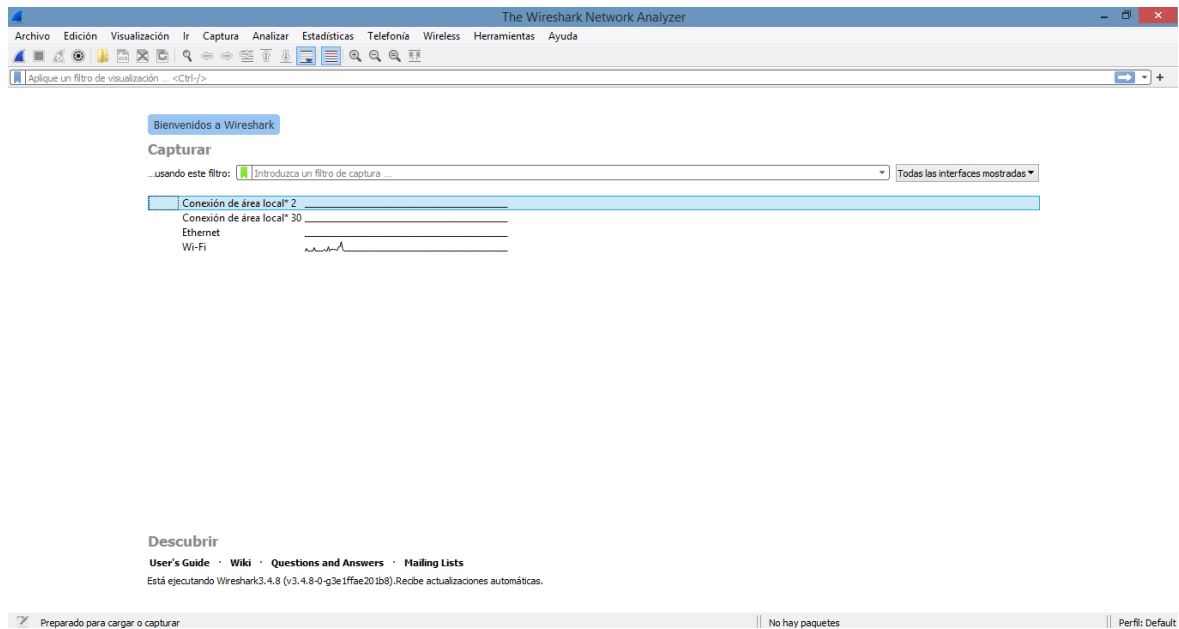 The Wireshark Network Analyzer
Archivo Edición Visualización Ir Captura Analizar Estadísticas Telefonía Wireless Herramientas Ayuda
Aplique un filtro de visualización ... <Ctrl-/>
+
Bienvenidos a Wireshark
Capturar
...usando este filtro: Introduzca un filtro de captura ... Todas las interfaces mostradas
Conexión de área local* 2
Conexión de área local* 30
Ethernet
Wi-Fi
Descubrir
User's Guide · Wiki · Questions and Answers · Mailing Lists
Está ejecutando Wireshark3.4.8 (v3.4.8-0-g3e1ffae201b8).Recibe actualizaciones automáticas.
Preparado para cargar o capturar No hay paquetes Perfil: Default